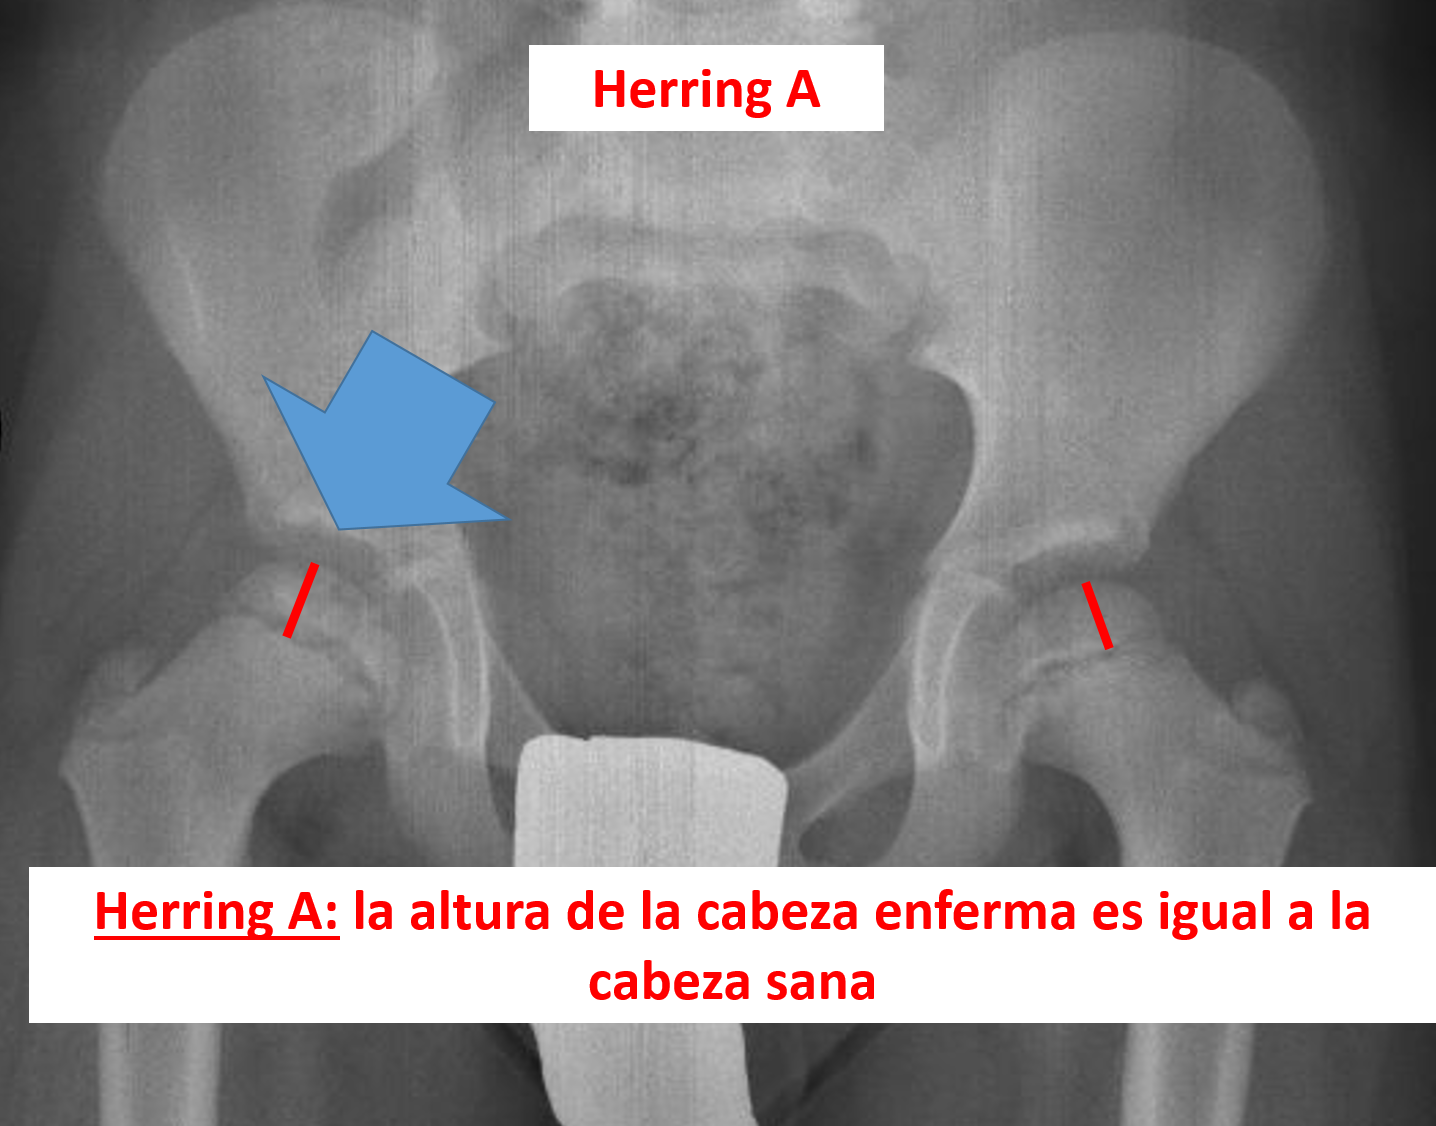 Herring A
Herring A: la altura de la cabeza enferma es igual a la
cabeza sana